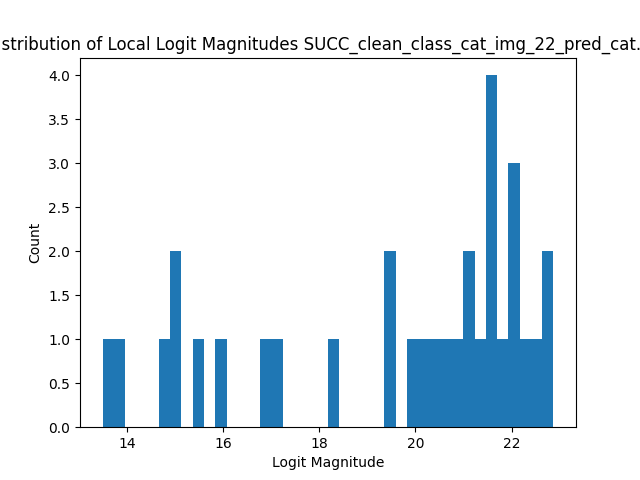 stribution of Local Logit Magnitudes SUCC_clean_class_cat_img_22_pred_cat.
4.0
3.5
3.0
2.5
2.0
1.5
1.0
0.5
0.0
Count
14 16 18 20 22
Logit Magnitude